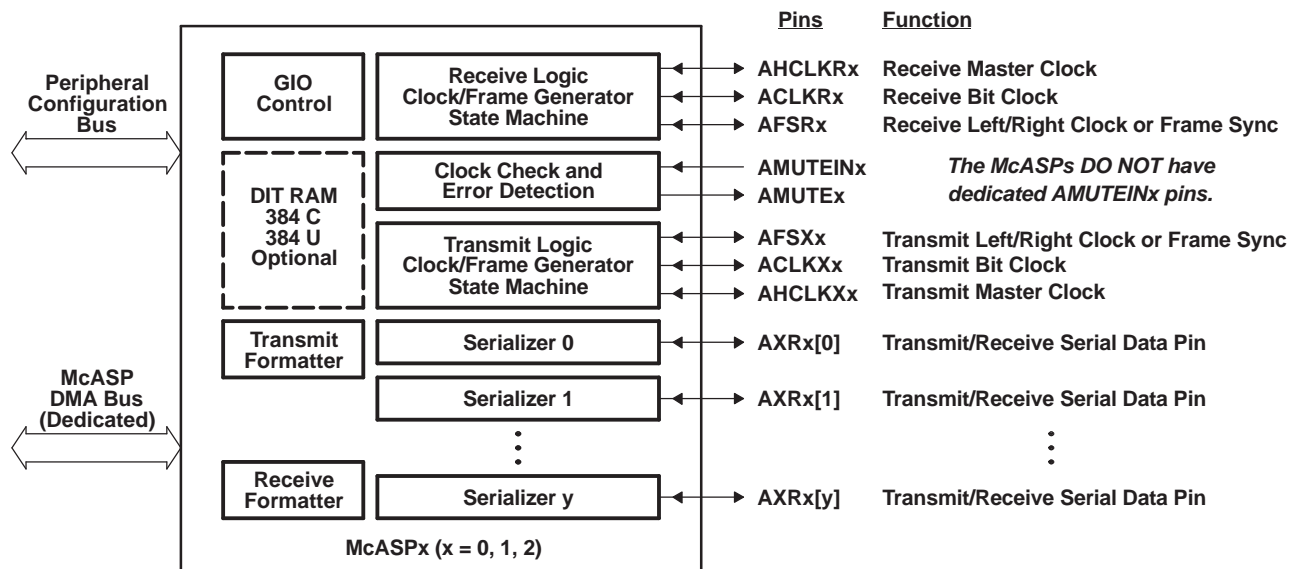 Pins Function
Peripheral
Configuration
Bus
GIO
Control
Receive Logic
Clock/Frame Generator
State Machine
AHCLKRx Receive Master Clock
ACLKRx Receive Bit Clock
AFSRx Receive Left/Right Clock or Frame Sync
DIT RAM
384 C
384 U
Optional
Clock Check and
Error Detection
AMUTEINx
AMUTEx
The McASPs DO NOT have
dedicated AMUTEINx pins.
Transmit Logic
Clock/Frame Generator
State Machine
AFSXx Transmit Left/Right Clock or Frame Sync
ACLKXx Transmit Bit Clock
AHCLKXx Transmit Master Clock
Transmit
Formatter
Serializer 0
AXRx[0] Transmit/Receive Serial Data Pin
McASP
DMA Bus
(Dedicated)
Serializer 1
AXRx[1] Transmit/Receive Serial Data Pin
Receive
Formatter
Serializer y
AXRx[y] Transmit/Receive Serial Data Pin
McASPx (x = 0, 1, 2)